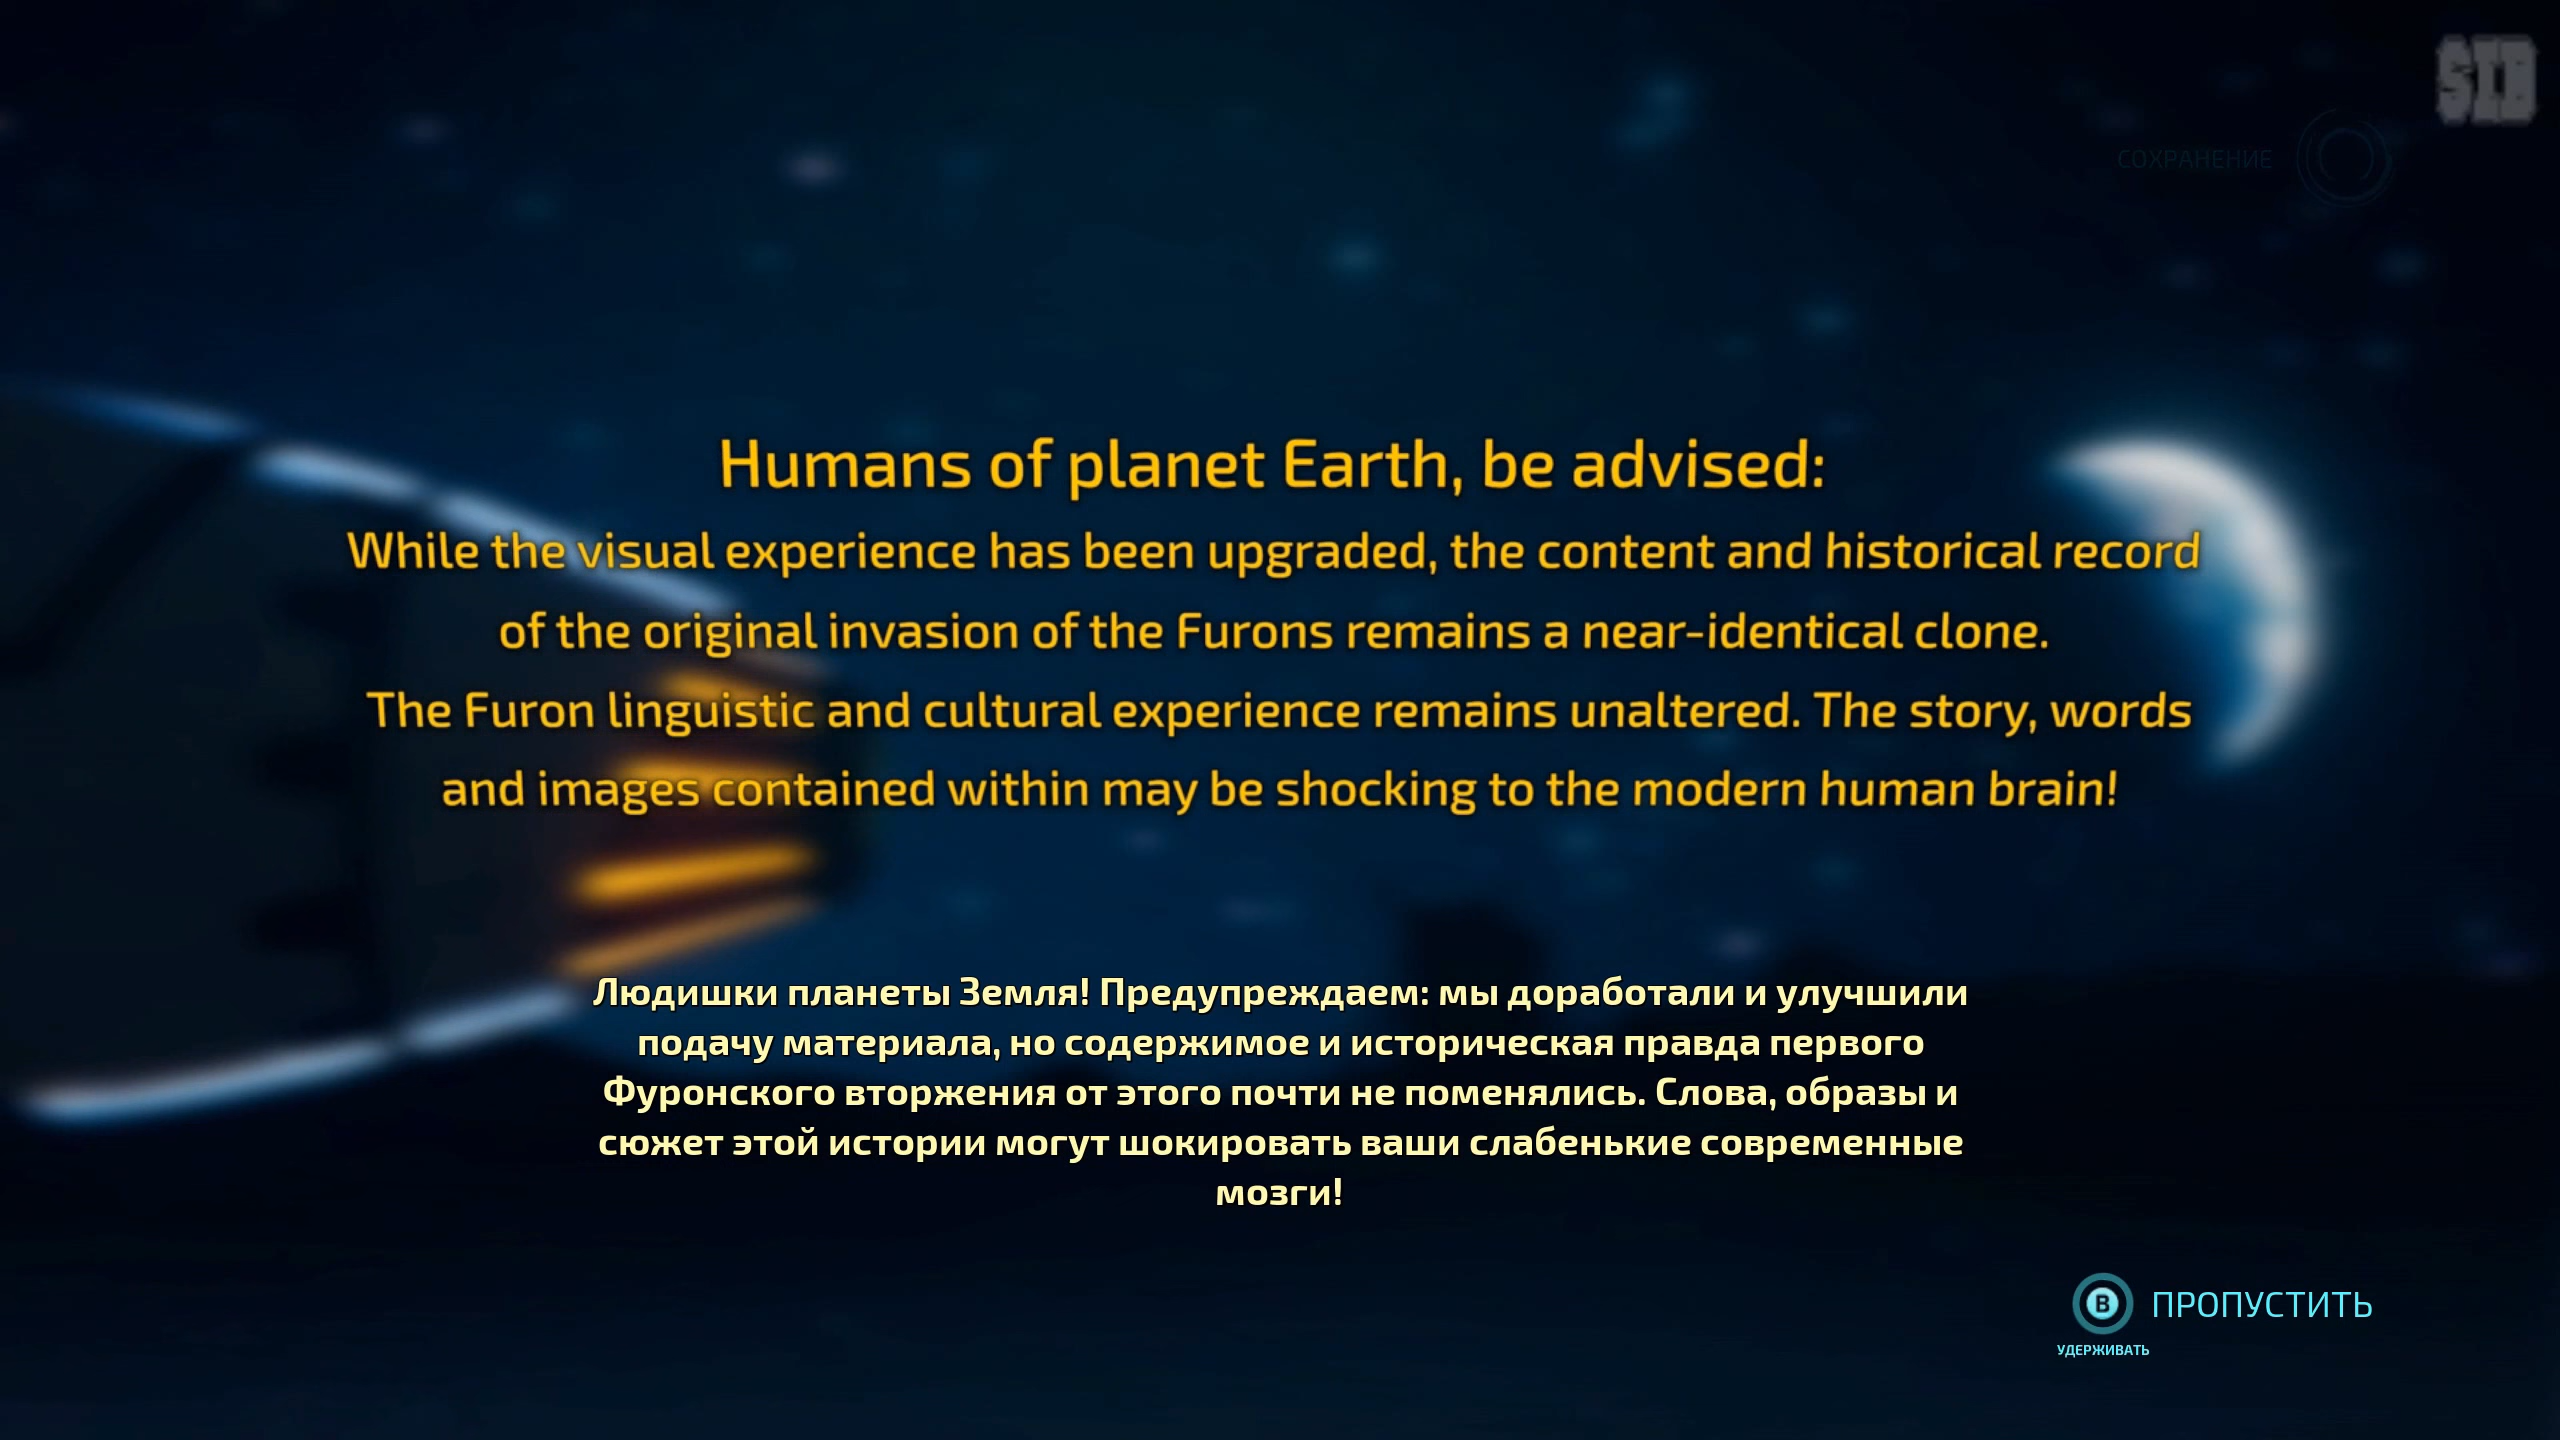 SIB
СОХРАНЕНИЕ
Humans of planet Earth, be advised:
While the visual experience has been upgraded, the content and historical record
of the original invasion of the Furons remains a near-identical clone.
The Furon linguistic and cultural experience remains unaltered. The story, words
and images contained within may be shocking to the modern human brain!
Людишки планеты Земля! Предупреждаем: мы доработали и улучшили
подачу материала, но содержимое и историческая правда первого
Фуронского вторжения от этого почти не поменялись. Слова, образы и
сюжет этой истории могут шокировать ваши слабенькие современные
мозги!
B ПРОПУСТИТЬ
УДЕРЖИВАТЬ